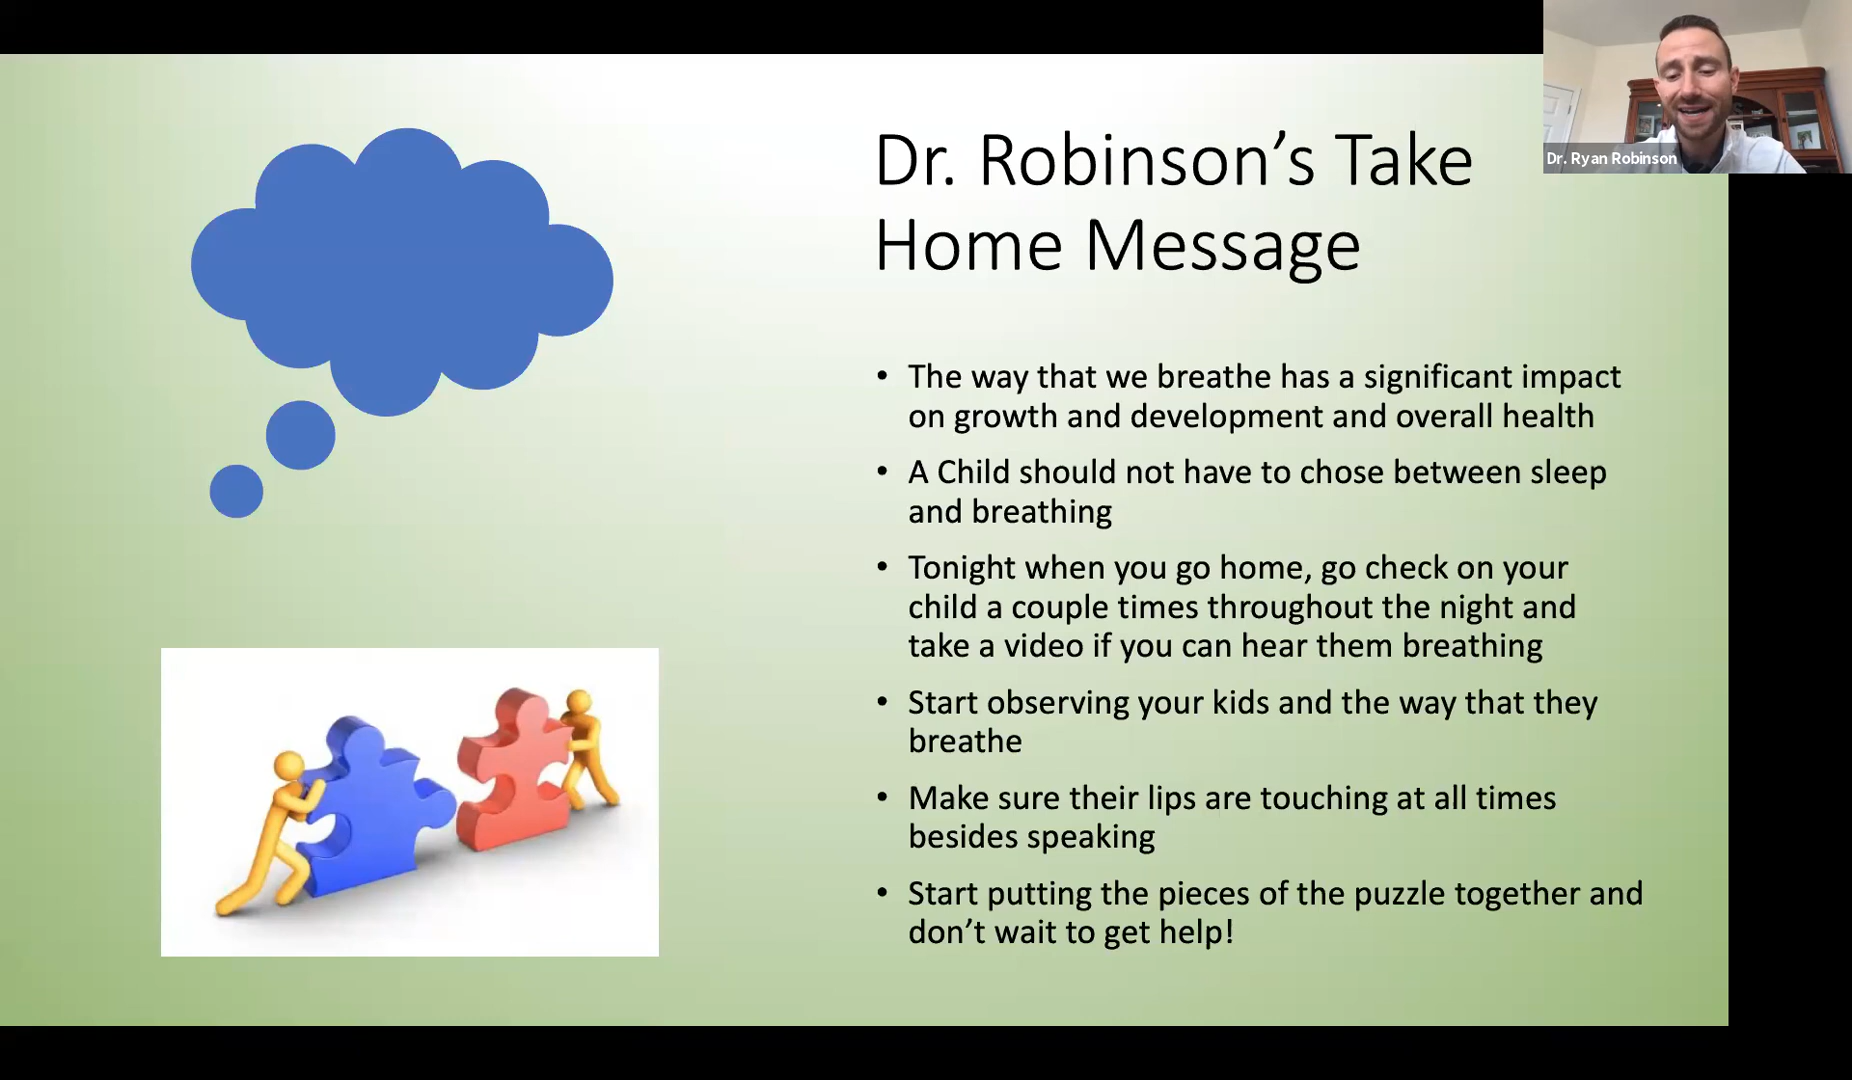 Dr. Ryan Robinson
Dr. Robinson’s Take
Home Message
• The way that we breathe has a significant impact
on growth and development and overall health
• A Child should not have to chose between sleep
and breathing
• Tonight when you go home, go check on your
child a couple times throughout the night and
take a video if you can hear them breathing
• Start observing your kids and the way that they
breathe
• Make sure their lips are touching at all times
besides speaking
• Start putting the pieces of the puzzle together and
don’t wait to get help!